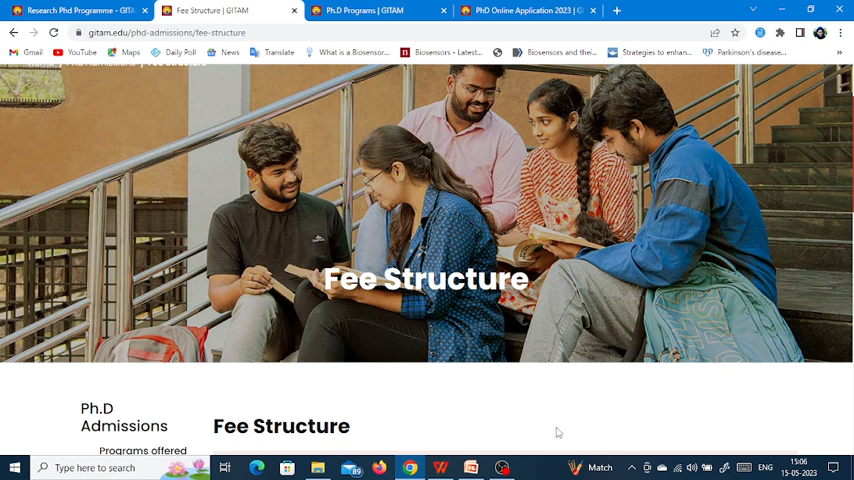 Research Phd Programme - GITA
Fee Structure | GITAM
Ph.D Programs | GITAM
PhD Online Application 2023 | G
gitam.edu/phd-admissions/fee-structure
Gmail
YouTube
Maps
Daily Poll
News
Translate
What is a Biosensor...
Biosensors - Latest...
Biosensors and thei...
Strategies to enhan...
Parkinson's disease...
Fee Structure
Ph.D
Admissions
Programs offered
Fee Structure
Type here to search
89
Match
ENG
15:06
15-05-2023